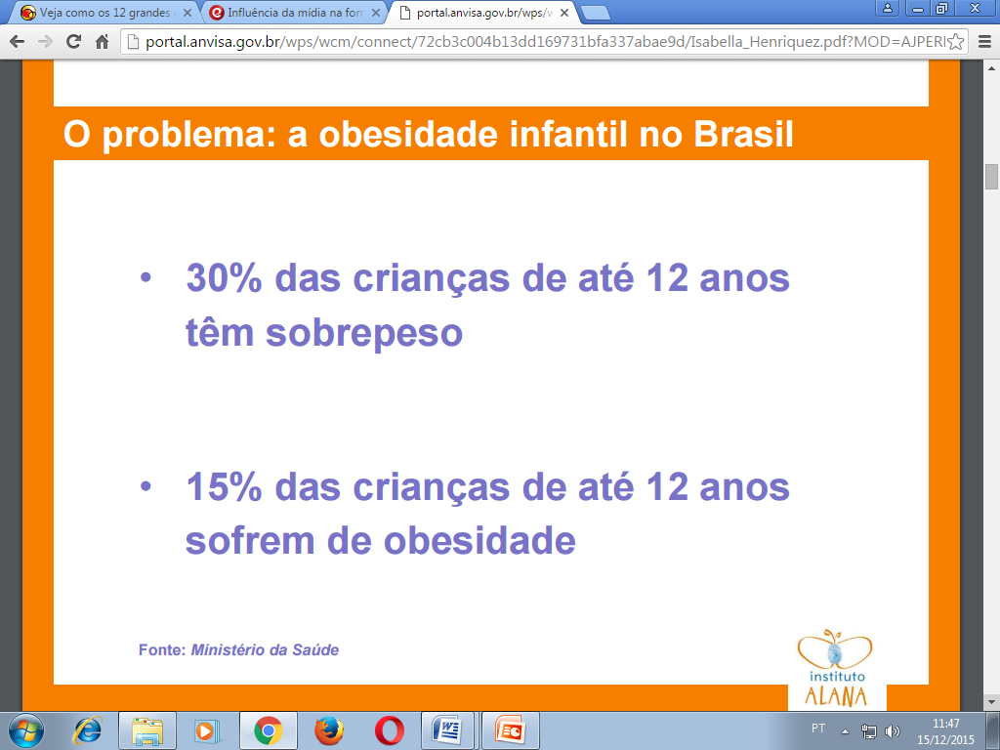 Veja como os 12 grandes
Influência da mídia na for
portal.anvisa.gov.br/wps/w
portal.anvisa.gov.br/wps/wcm/connect/72cb3c004b13dd169731bfa337abae9d/Isabella_Henriquez.pdf?MOD=AJPERE
O problema: a obesidade infantil no Brasil
• 30% das crianças de até 12 anos
têm sobrepeso
• 15% das crianças de até 12 anos
sofrem de obesidade
Fonte: Ministério da Saúde
instituto
ALANA
PT
11:47
15/12/2015